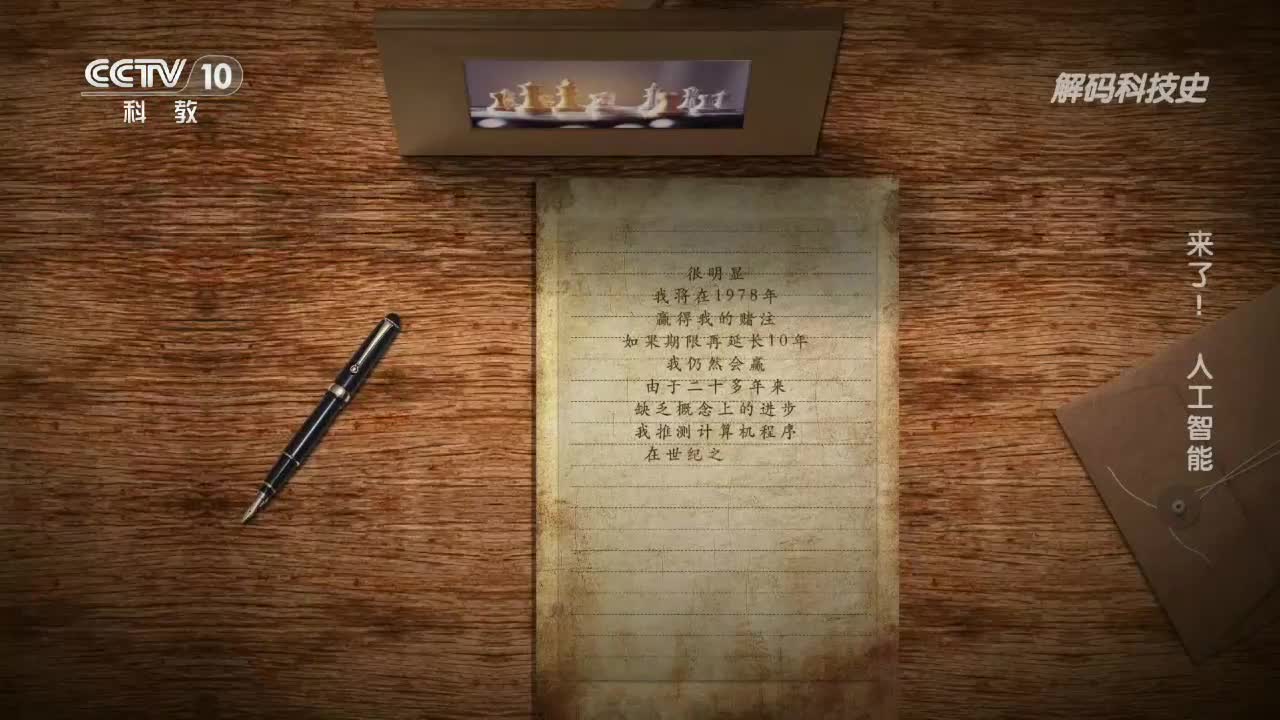 CCTV 10
科教
解码科技史
来了！ 人工智能
很明显
我将在1978年
赢得我的赌注
如果期限再延长10年
我仍然会赢
由于二十多年来
缺乏概念上的进步
我推测计算机程序
在世纪之